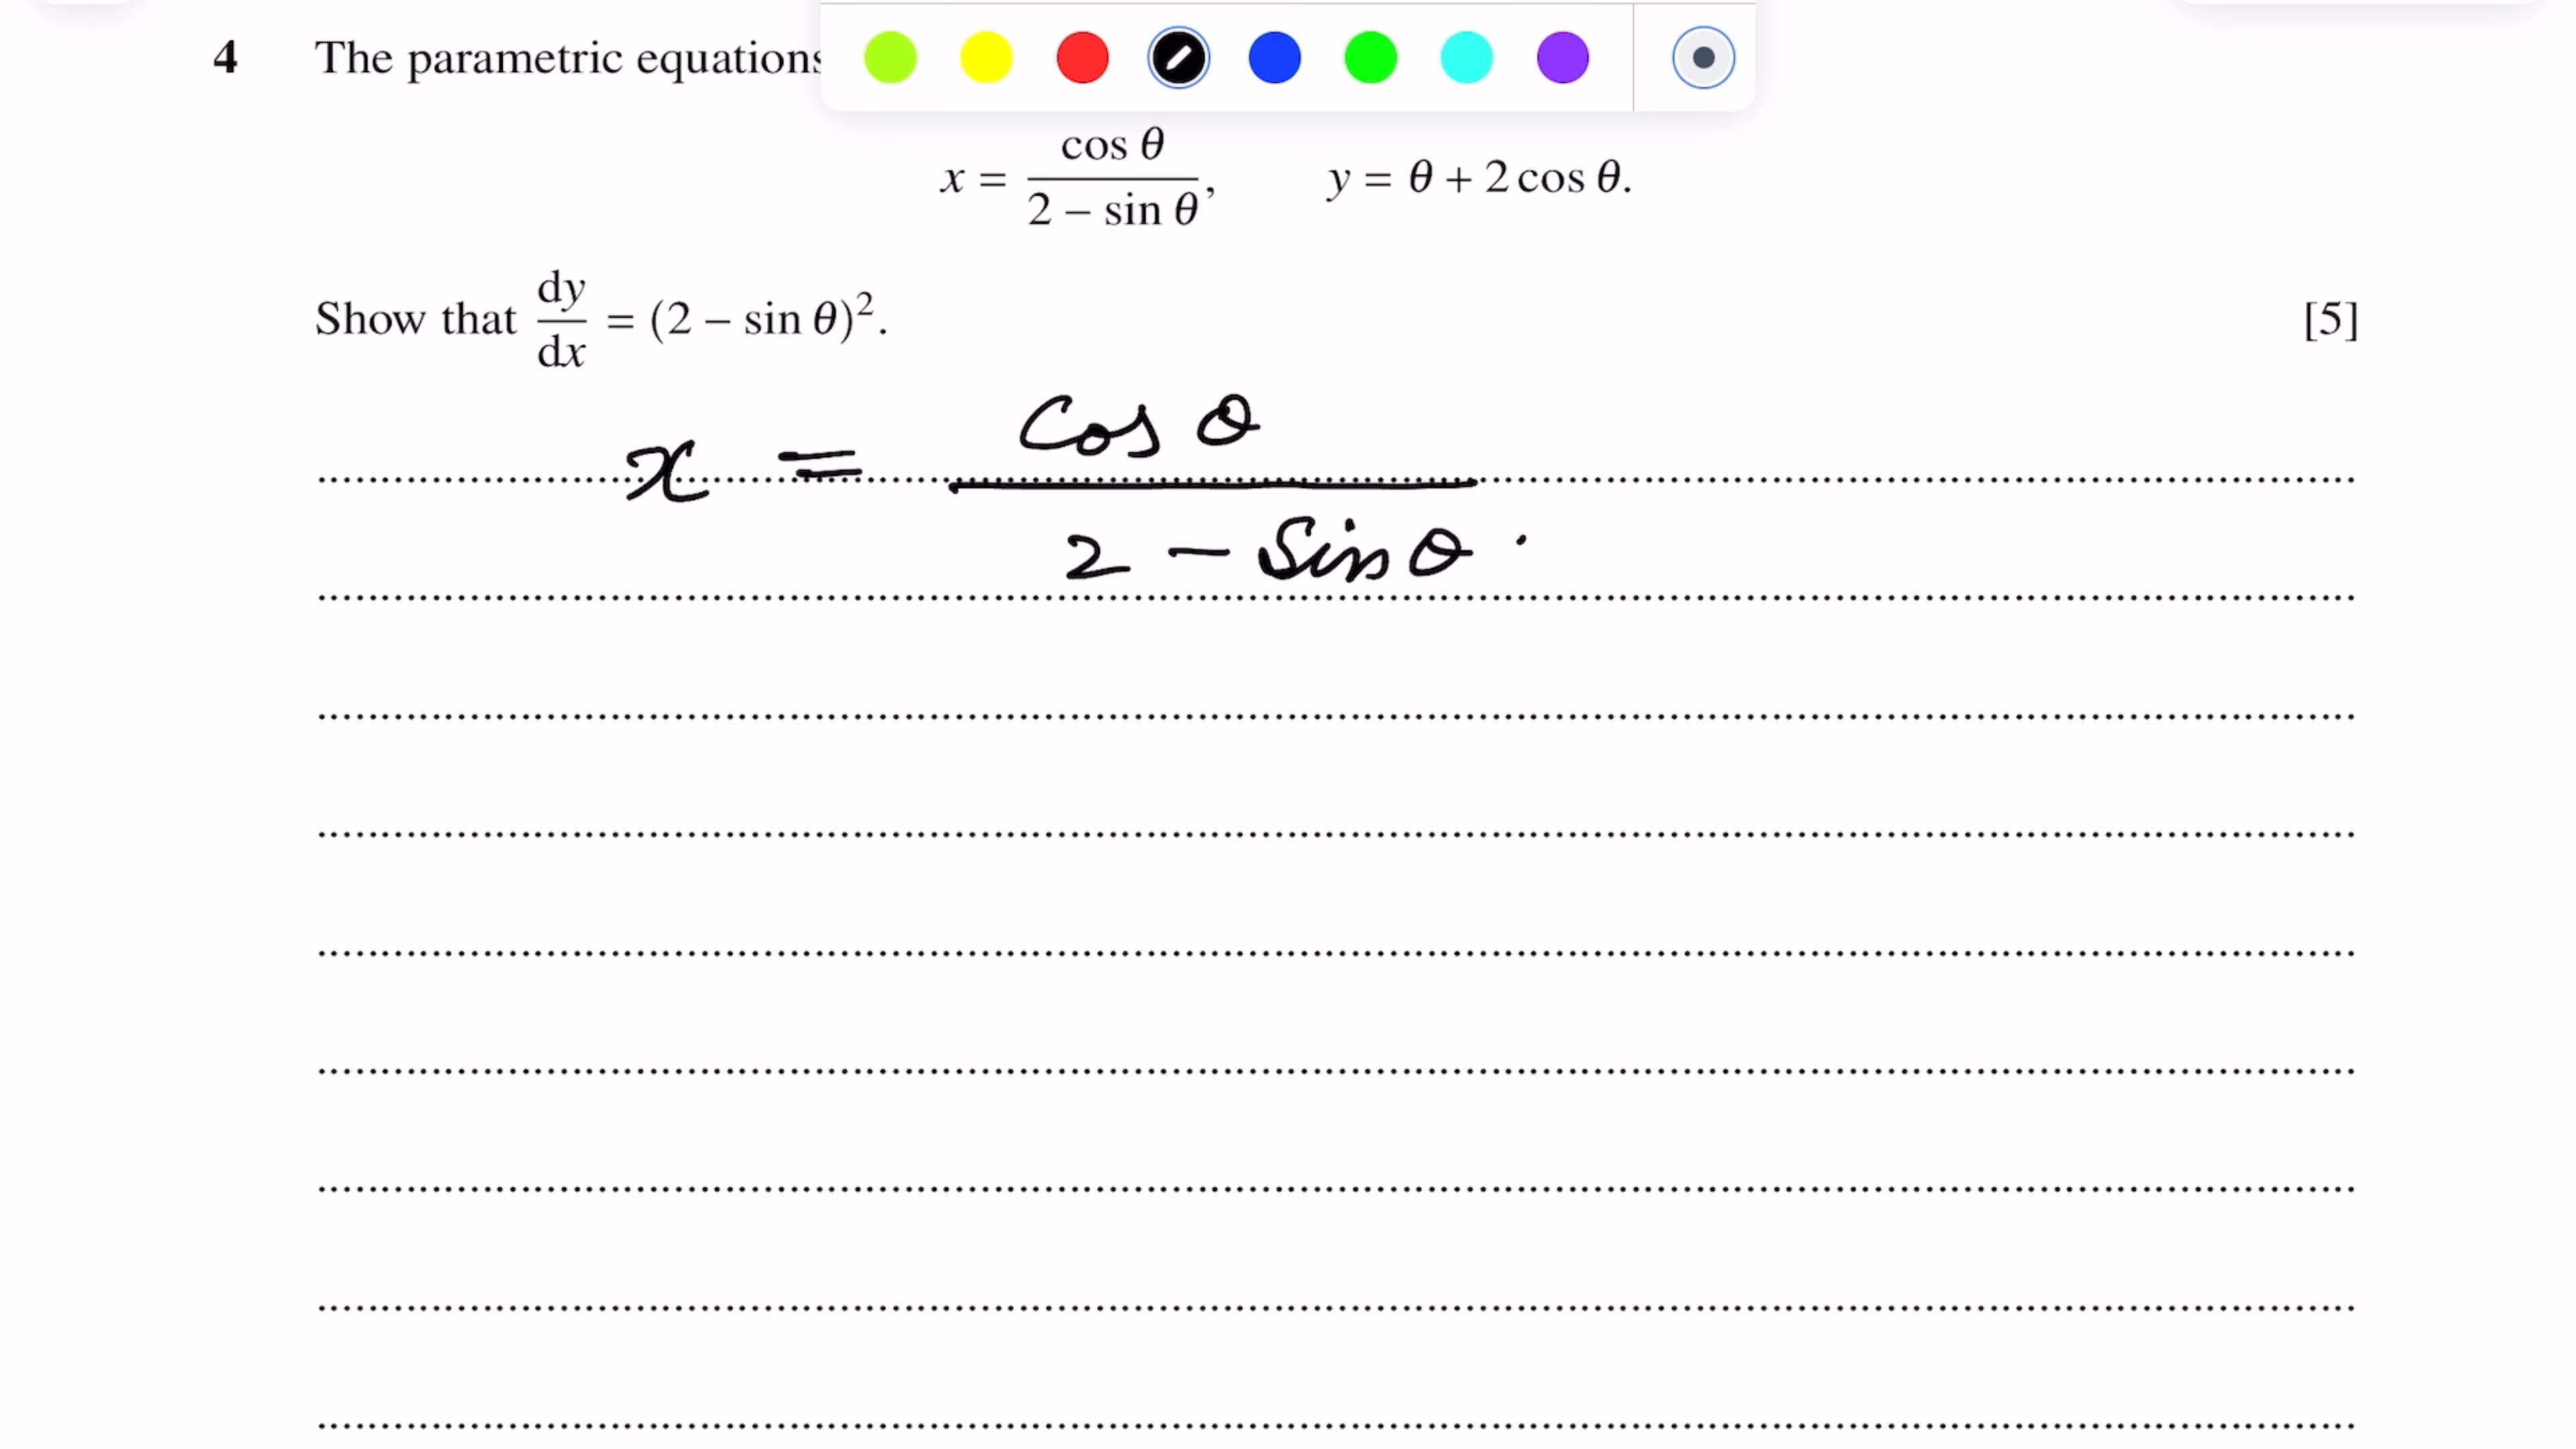 4 The parametric equations
x = cos θ / (2 – sin θ), y = θ + 2 cos θ.
Show that dy/dx = (2 – sin θ)². [5]
x = cos θ / (2 – sin θ) .